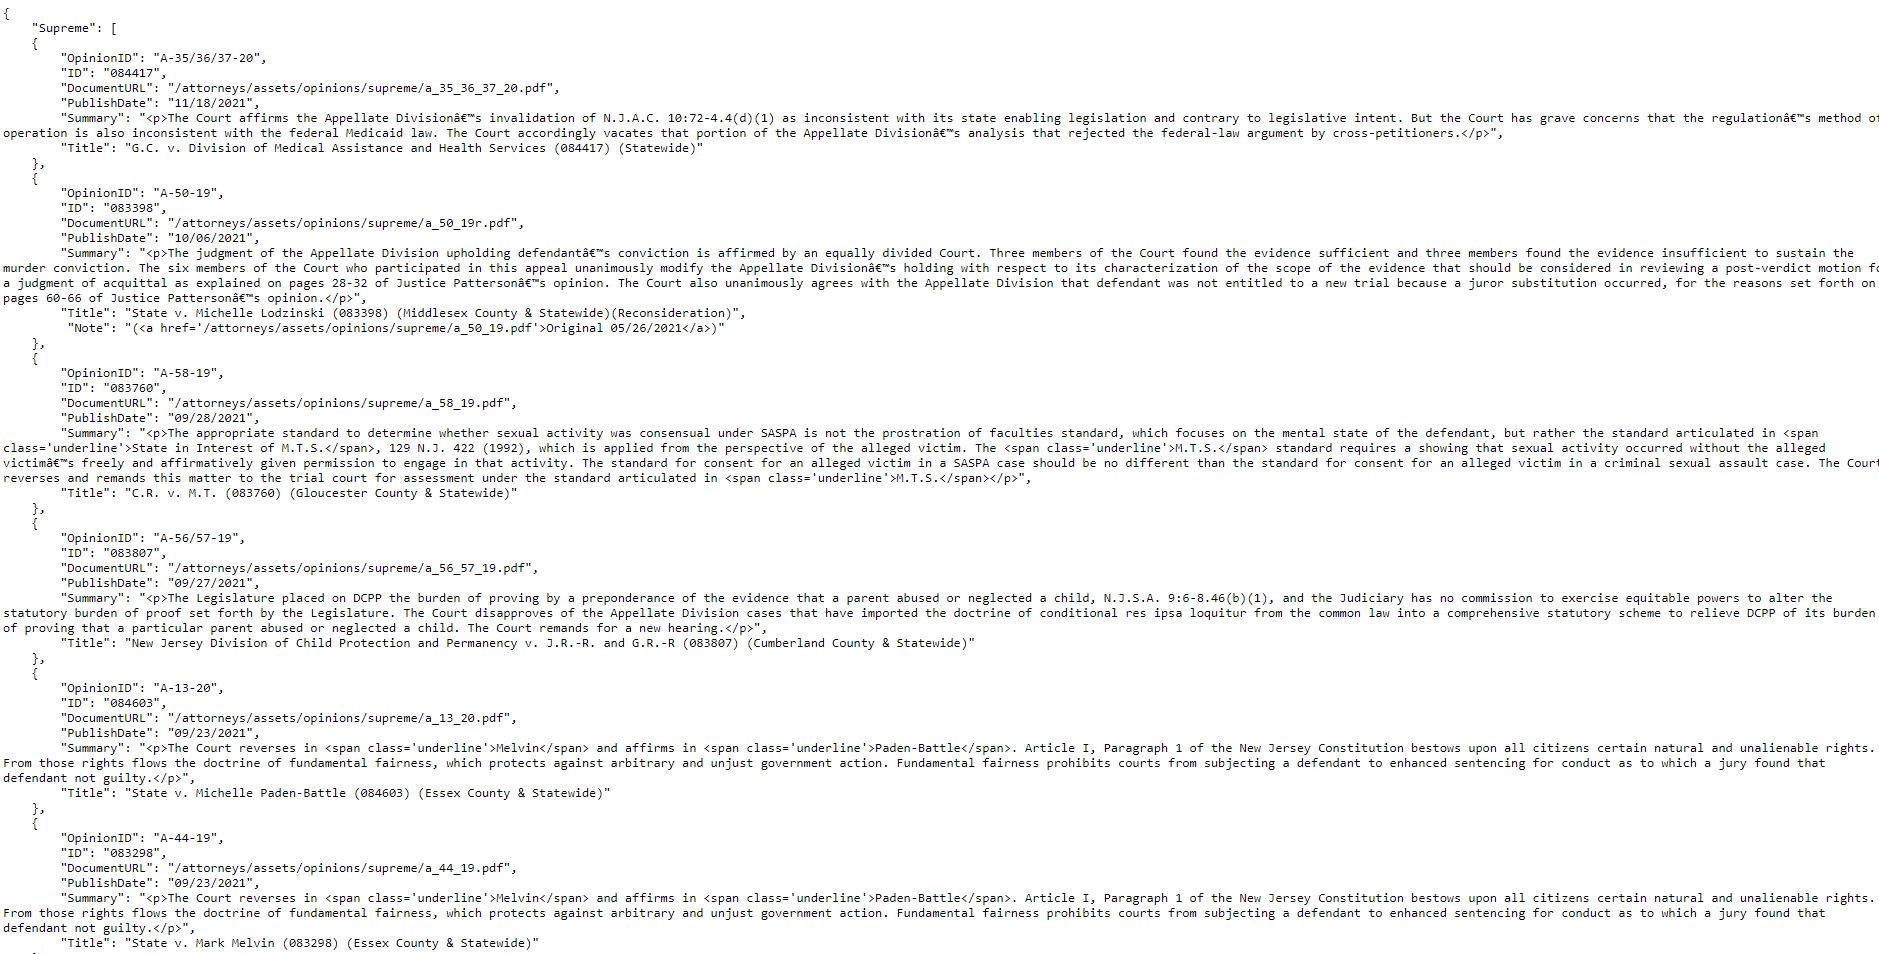 {
    "Supreme": [
    {
        "OpinionID": "A-35/36/37-20",
        "ID": "084417",
        "DocumentURL": "/attorneys/assets/opinions/supreme/a_35_36_37_20.pdf",
        "PublishDate": "11/18/2021",
        "Summary": "<p>The Court affirms the Appellate Divisionâ€™s invalidation of N.J.A.C. 10:72-4.4(d)(1) as inconsistent with its state enabling legislation and contrary to legislative intent. But the Court has grave concerns that the regulationâ€™s method of
operation is also inconsistent with the federal Medicaid law. The Court accordingly vacates that portion of the Appellate Divisionâ€™s analysis that rejected the federal-law argument by cross-petitioners.</p>",
        "Title": "G.C. v. Division of Medical Assistance and Health Services (084417) (Statewide)"
    },
    {
        "OpinionID": "A-50-19",
        "ID": "083398",
        "DocumentURL": "/attorneys/assets/opinions/supreme/a_50_19r.pdf",
        "PublishDate": "10/06/2021",
        "Summary": "<p>The judgment of the Appellate Division upholding defendantâ€™s conviction is affirmed by an equally divided Court. Three members of the Court found the evidence sufficient and three members found the evidence insufficient to sustain the
murder conviction. The six members of the Court who participated in this appeal unanimously modify the Appellate Divisionâ€™s holding with respect to its characterization of the scope of the evidence that should be considered in reviewing a post-verdict motion fo
a judgment of acquittal as explained on pages 28-32 of Justice Pattersonâ€™s opinion. The Court also unanimously agrees with the Appellate Division that defendant was not entitled to a new trial because a juror substitution occurred, for the reasons set forth on
pages 60-66 of Justice Pattersonâ€™s opinion.</p>",
        "Title": "State v. Michelle Lodzinski (083398) (Middlesex County & Statewide)(Reconsideration)",
         "Note": "(<a href='/attorneys/assets/opinions/supreme/a_50_19.pdf'>Original 05/26/2021</a>)"
    },
    {
        "OpinionID": "A-58-19",
        "ID": "083760",
        "DocumentURL": "/attorneys/assets/opinions/supreme/a_58_19.pdf",
        "PublishDate": "09/28/2021",
        "Summary": "<p>The appropriate standard to determine whether sexual activity was consensual under SASPA is not the prostration of faculties standard, which focuses on the mental state of the defendant, but rather the standard articulated in <span
class='underline'>State in Interest of M.T.S.</span>, 129 N.J. 422 (1992), which is applied from the perspective of the alleged victim. The <span class='underline'>M.T.S.</span> standard requires a showing that sexual activity occurred without the alleged
victimâ€™s freely and affirmatively given permission to engage in that activity. The standard for consent for an alleged victim in a SASPA case should be no different than the standard for consent for an alleged victim in a criminal sexual assault case. The Court
reverses and remands this matter to the trial court for assessment under the standard articulated in <span class='underline'>M.T.S.</span></p>",
        "Title": "C.R. v. M.T. (083760) (Gloucester County & Statewide)"
    },
    {
        "OpinionID": "A-56/57-19",
        "ID": "083807",
        "DocumentURL": "/attorneys/assets/opinions/supreme/a_56_57_19.pdf",
        "PublishDate": "09/27/2021",
        "Summary": "<p>The Legislature placed on DCPP the burden of proving by a preponderance of the evidence that a parent abused or neglected a child, N.J.S.A. 9:6-8.46(b)(1), and the Judiciary has no commission to exercise equitable powers to alter the
statutory burden of proof set forth by the Legislature. The Court disapproves of the Appellate Division cases that have imported the doctrine of conditional res ipsa loquitur from the common law into a comprehensive statutory scheme to relieve DCPP of its burden
of proving that a particular parent abused or neglected a child. The Court remands for a new hearing.</p>",
        "Title": "New Jersey Division of Child Protection and Permanency v. J.R.-R. and G.R.-R (083807) (Cumberland County & Statewide)"
    },
    {
        "OpinionID": "A-13-20",
        "ID": "084603",
        "DocumentURL": "/attorneys/assets/opinions/supreme/a_13_20.pdf",
        "PublishDate": "09/23/2021",
        "Summary": "<p>The Court reverses in <span class='underline'>Melvin</span> and affirms in <span class='underline'>Paden-Battle</span>. Article I, Paragraph 1 of the New Jersey Constitution bestows upon all citizens certain natural and unalienable rights.
From those rights flows the doctrine of fundamental fairness, which protects against arbitrary and unjust government action. Fundamental fairness prohibits courts from subjecting a defendant to enhanced sentencing for conduct as to which a jury found that
defendant not guilty.</p>",
        "Title": "State v. Michelle Paden-Battle (084603) (Essex County & Statewide)"
    },
    {
        "OpinionID": "A-44-19",
        "ID": "083298",
        "DocumentURL": "/attorneys/assets/opinions/supreme/a_44_19.pdf",
        "PublishDate": "09/23/2021",
        "Summary": "<p>The Court reverses in <span class='underline'>Melvin</span> and affirms in <span class='underline'>Paden-Battle</span>. Article I, Paragraph 1 of the New Jersey Constitution bestows upon all citizens certain natural and unalienable rights.
From those rights flows the doctrine of fundamental fairness, which protects against arbitrary and unjust government action. Fundamental fairness prohibits courts from subjecting a defendant to enhanced sentencing for conduct as to which a jury found that
defendant not guilty.</p>",
        "Title": "State v. Mark Melvin (083298) (Essex County & Statewide)"